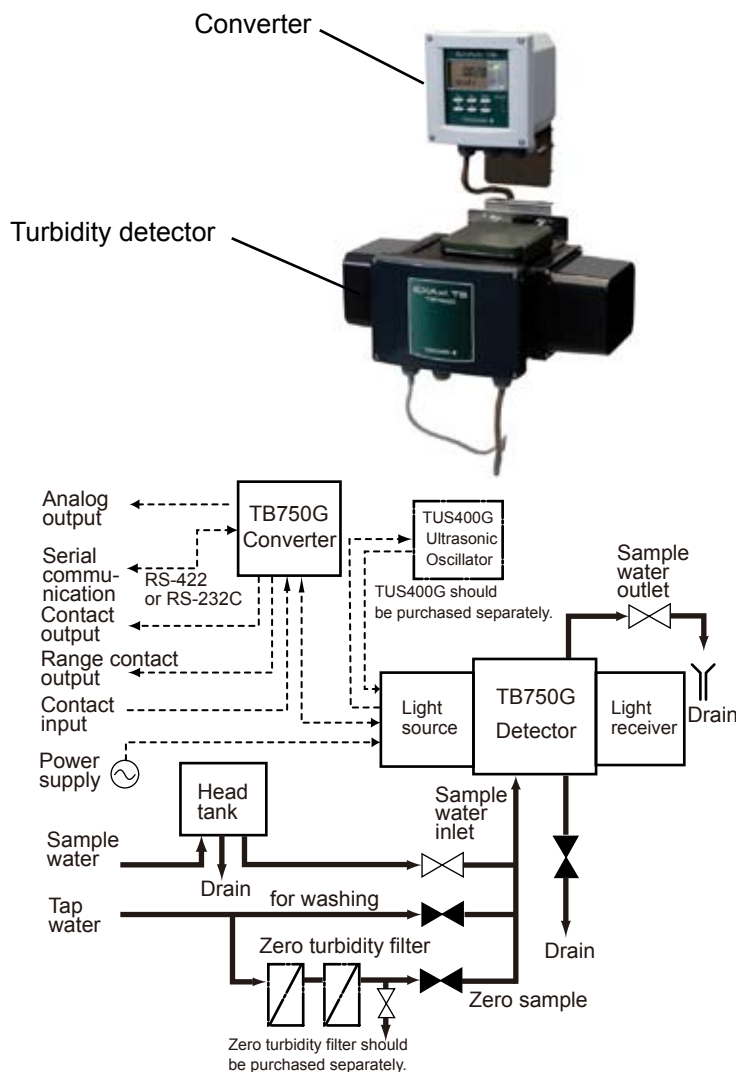 Converter
Turbidity detector
Analog
output
Serial
commu-
nication
RS-422
or RS-232C
Contact
output
Range contact
output
Contact
input
Power
supply
TB750G
Converter
TUS400G
Ultrasonic
Oscillator
TUS400G should
be purchased separately.
Sample
water
outlet
Drain
Light
source
TB750G
Detector
Light
receiver
Head
tank
Sample
water
inlet
Sample
water
Drain
Tap
water
for washing
Zero turbidity filter
Drain
Zero sample
Zero turbidity filter should
be purchased separately.